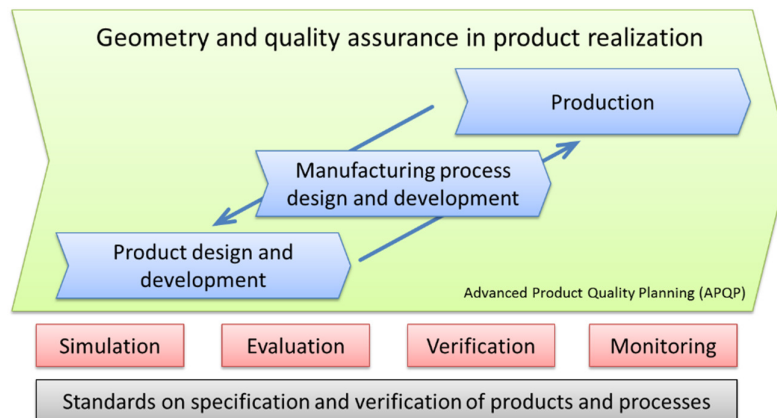 Geometry and quality assurance in product realization
Production
Manufacturing process
design and development
Product design and
development
Advanced Product Quality Planning (APQP)
Simulation
Evaluation
Verification
Monitoring
Standards on specification and verification of products and processes